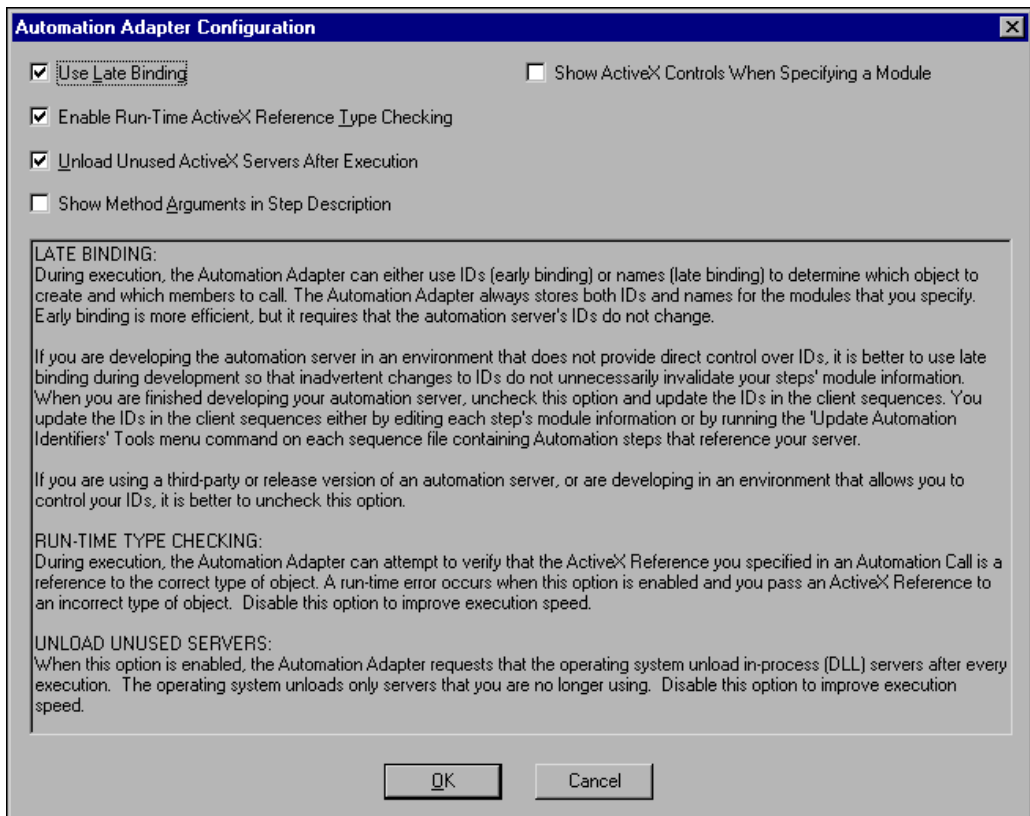 Automation Adapter Configuration
Use Late Binding
Show ActiveX Controls When Specifying a Module
Enable Run-Time ActiveX Reference Type Checking
Unload Unused ActiveX Servers After Execution
Show Method Arguments in Step Description
LATE BINDING:
During execution, the Automation Adapter can either use IDs (early binding) or names (late binding) to determine which object to
create and which members to call. The Automation Adapter always stores both IDs and names for the modules that you specify.
Early binding is more efficient, but it requires that the automation server's IDs do not change.
If you are developing the automation server in an environment that does not provide direct control over IDs, it is better to use late
binding during development so that inadvertent changes to IDs do not unnecessarily invalidate your steps' module information.
When you are finished developing your automation server, uncheck this option and update the IDs in the client sequences. You
update the IDs in the client sequences either by editing each step's module information or by running the 'Update Automation
Identifiers' Tools menu command on each sequence file containing Automation steps that reference your server.
If you are using a third-party or release version of an automation server, or are developing in an environment that allows you to
control your IDs, it is better to uncheck this option.
RUN-TIME TYPE CHECKING:
During execution, the Automation Adapter can attempt to verify that the ActiveX Reference you specified in an Automation Call is a
reference to the correct type of object. A run-time error occurs when this option is enabled and you pass an ActiveX Reference to
an incorrect type of object.  Disable this option to improve execution speed.
UNLOAD UNUSED SERVERS:
When this option is enabled, the Automation Adapter requests that the operating system unload in-process (DLL) servers after every
execution.  The operating system unloads only servers that you are no longer using.  Disable this option to improve execution
speed.
OK
Cancel